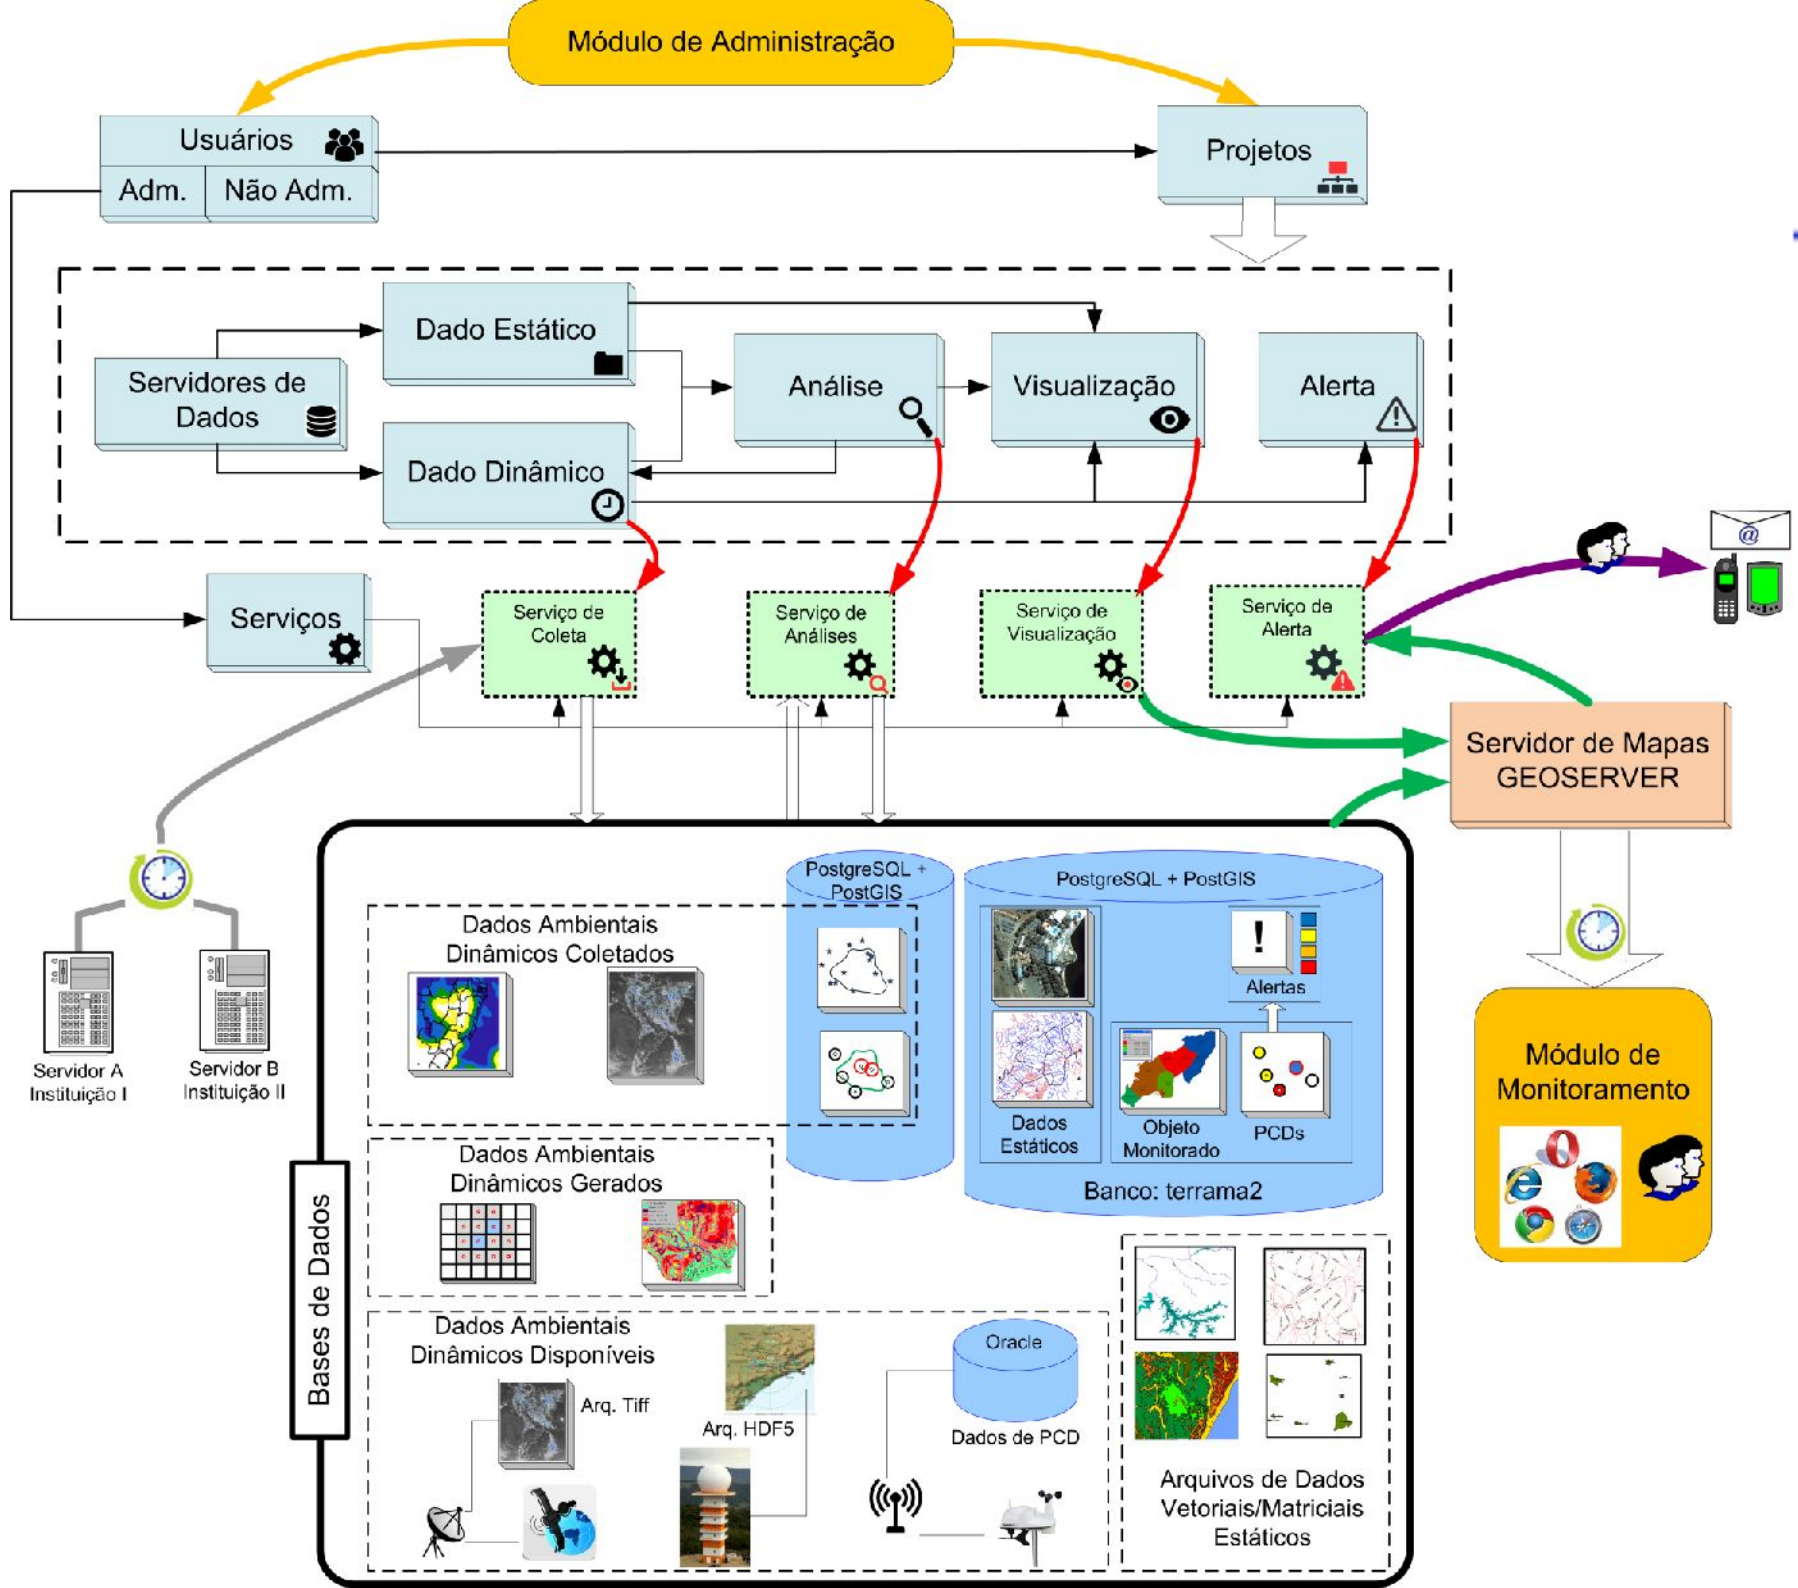 Módulo de Administração
Usuários
Adm.
Não Adm.
Projetos
Dado Estático
Servidores de
Dados
Dado Dinâmico
Análise
Visualização
Alerta
@
Serviços
Serviço de
Coleta
Serviço de
Análises
Serviço de
Visualização
Serviço de
Alerta
Servidor de Mapas
GEOSERVER
Servidor A
Instituição I
Servidor B
Instituição II
Bases de Dados
Dados Ambientais
Dinâmicos Coletados
PostgreSQL +
PostGIS
PostgreSQL + PostGIS
!
Alertas
Dados
Estáticos
Objeto
Monitorado
PCDs
Banco: terrama2
Dados Ambientais
Dinâmicos Gerados
Dados Ambientais
Dinâmicos Disponíveis
Arq. Tiff
Arq. HDF5
Oracle
Dados de PCD
Arquivos de Dados
Vetoriais/Matriciais
Estáticos
Módulo de
Monitoramento